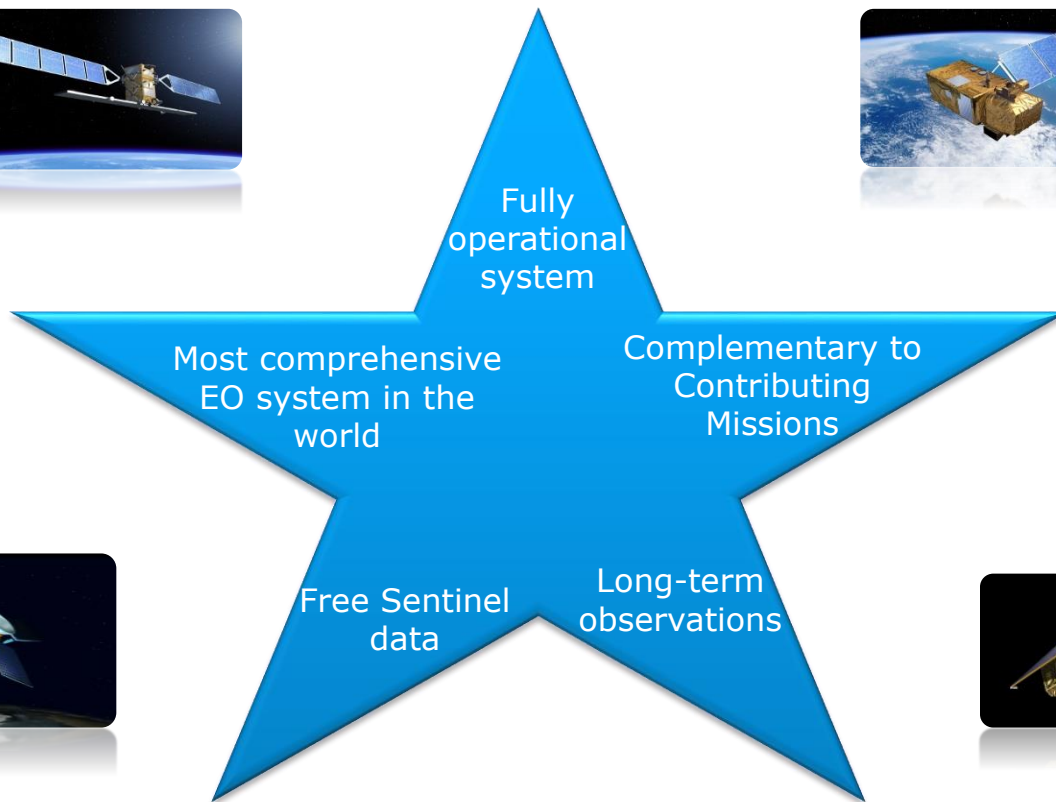 Fully
operational
system
Most comprehensive
EO system in the
world
Complementary to
Contributing
Missions
Free Sentinel
data
Long-term
observations